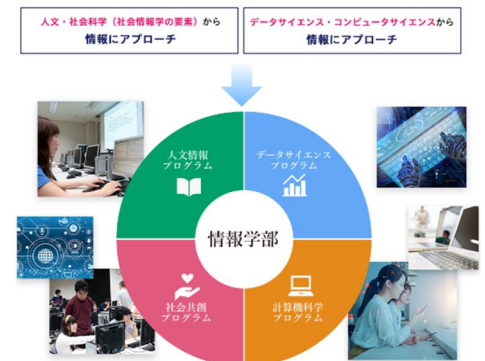 人文・社会科学（社会情報学の要素）から
情報にアプローチ
データサイエンス・コンピュータサイエンスから
情報にアプローチ
人文情報
プログラム
データサイエンス
プログラム
情報学部
社会共創
プログラム
計算機科学
プログラム